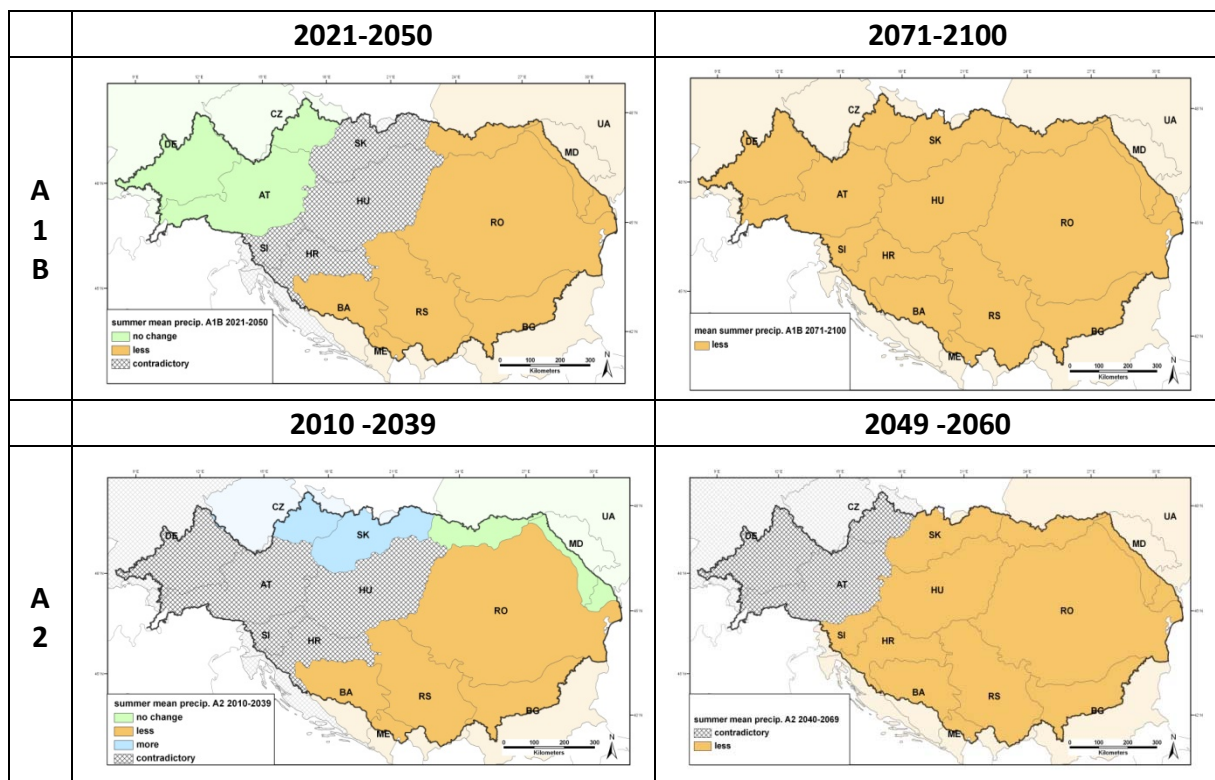 2021-2050
2071-2100
A
1
B
CZ
UA
DE
SK
MD
AT
HU
RO
SI
HR
BA
RS
BG
ME
summer mean precip. A1B 2021-2050
no change
less
contradictory
0 100 200 300
Kilometers
N
CZ
UA
DE
SK
MD
AT
HU
RO
SI
HR
BA
RS
BG
ME
mean summer precip. A1B 2071-2100
less
0 100 200 300
Kilometers
N
2010 -2039
2049 -2060
A
2
CZ
UA
DE
SK
MD
AT
HU
RO
SI
HR
BA
RS
BG
ME
summer mean precip. A2 2010-2039
no change
less
more
contradictory
0 100 200 300
Kilometers
N
CZ
UA
DE
SK
MD
AT
HU
RO
SI
HR
BA
RS
BG
ME
summer mean precip. A2 2040-2069
contradictory
less
0 100 200 300
Kilometers
N